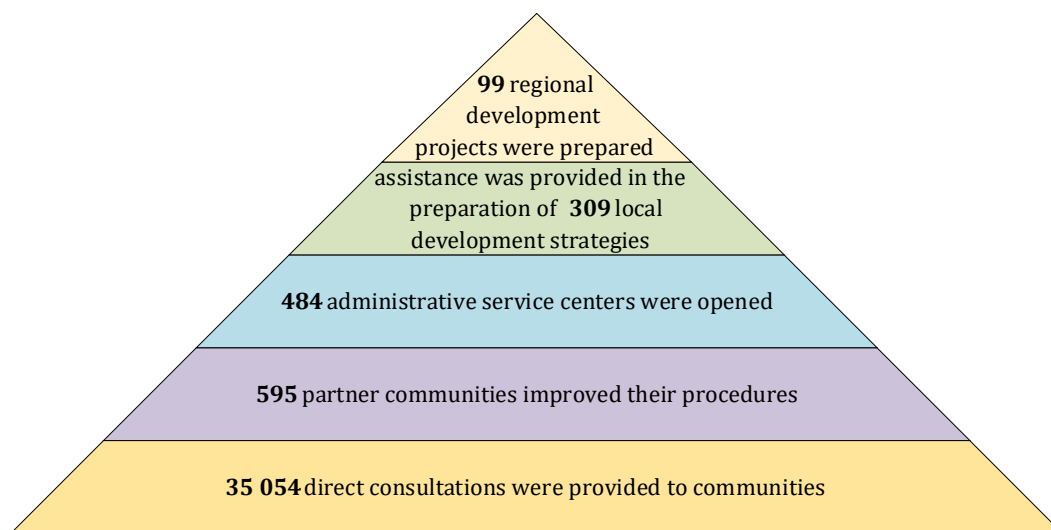 99 regional
development
projects were prepared
assistance was provided in the
preparation of 309 local
development strategies
484 administrative service centers were opened
595 partner communities improved their procedures
35 054 direct consultations were provided to communities